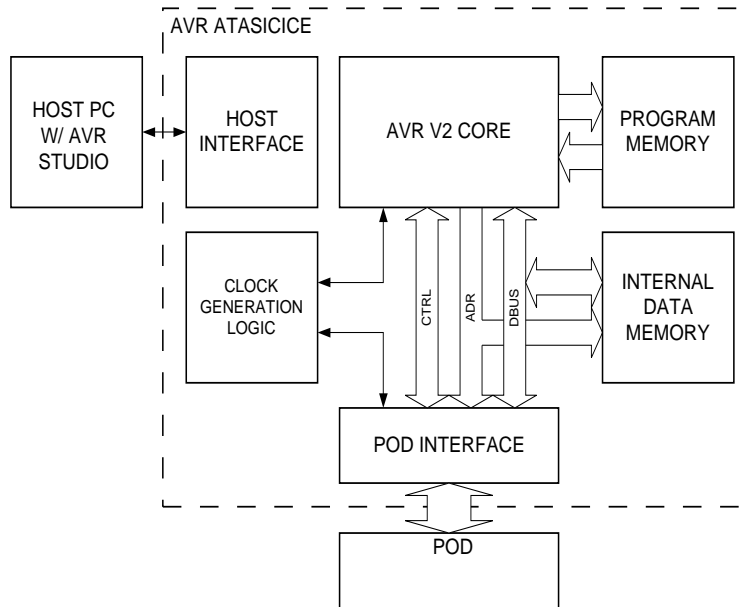 AVR ATASICICE
HOST PC
W/ AVR
STUDIO
HOST
INTERFACE
AVR V2 CORE
PROGRAM
MEMORY
CLOCK
GENERATION
LOGIC
CTRL
ADR
DBUS
INTERNAL
DATA
MEMORY
POD INTERFACE
POD